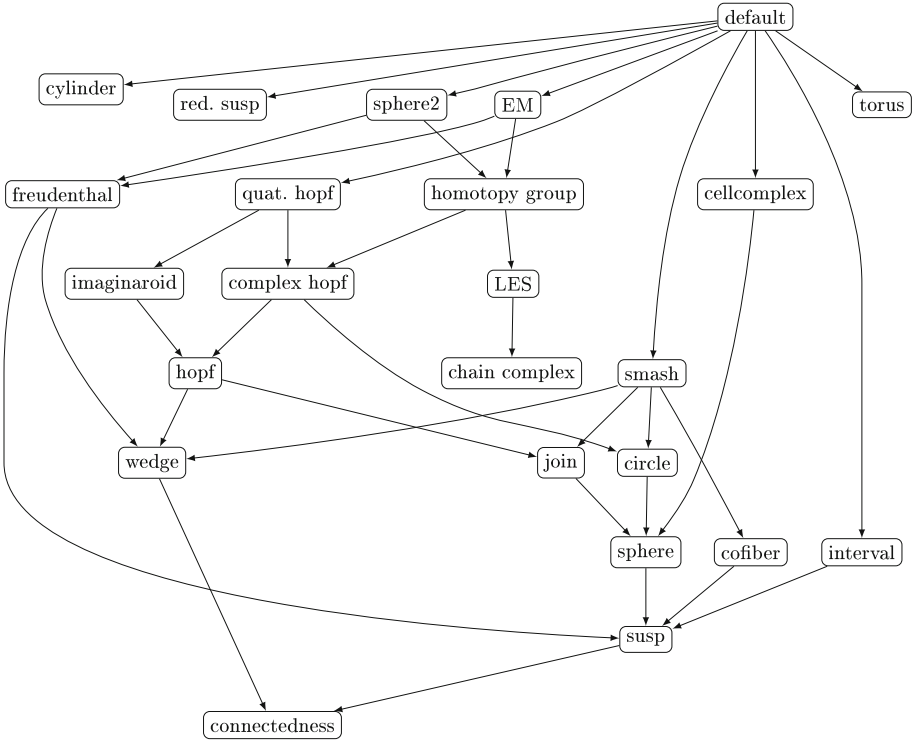 default
cylinder
red. susp
sphere2
EM
torus
freudenthal
quat. hopf
homotopy group
cellcomplex
imaginaroid
complex hopf
LES
hopf
chain complex
smash
wedge
join
circle
sphere
cofiber
interval
susp
connectedness